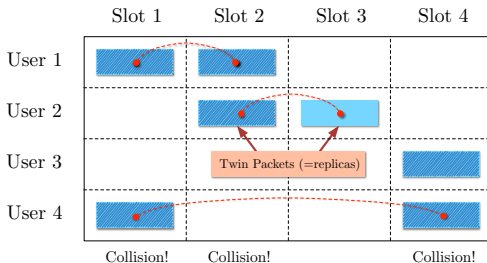 Slot 1 Slot 2 Slot 3 Slot 4
User 1
User 2
Twin Packets (=replicas)
User 3
User 4
Collision! Collision! Collision!